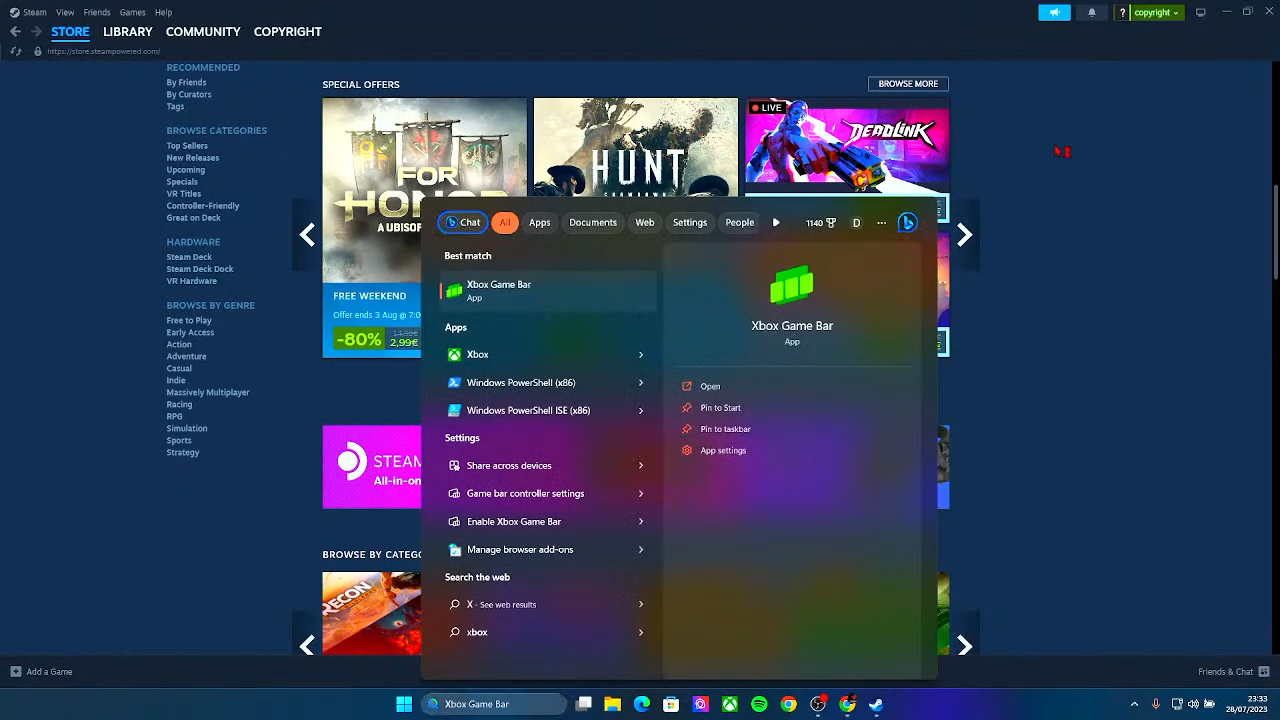 Steam View Friends Games Help
copyright
STORE LIBRARY COMMUNITY COPYRIGHT
https://store.steampowered.com/
RECOMMENDED
By Friends
By Curators
Tags
BROWSE CATEGORIES
Top Sellers
New Releases
Upcoming
Specials
VR Titles
Controller-Friendly
Great on Deck
HARDWARE
Steam Deck
Steam Deck Dock
VR Hardware
BROWSE BY GENRE
Free to Play
Early Access
Action
Adventure
Casual
Indie
Massively Multiplayer
Racing
RPG
Simulation
Sports
Strategy
SPECIAL OFFERS
BROWSE MORE
FOR
HONO
A UBISOF
FREE WEEKEND
Offer ends 3 Aug @ 7:0
-80% 14,99€
2,99€
HUNT
LIVE
DEADLINK
STEAM
All-in-on
BROWSE BY CATEGO
RECON
b Chat All Apps Documents Web Settings People 1140 D ...
Best match
Xbox Game Bar
App
Apps
Xbox
Windows PowerShell (x86)
Windows PowerShell ISE (x86)
Settings
Share across devices
Game bar controller settings
Enable Xbox Game Bar
Manage browser add-ons
Search the web
X - See web results
xbox
Xbox Game Bar
App
Open
Pin to Start
Pin to taskbar
App settings
Add a Game
Friends & Chat
Xbox Game Bar
23:33
28/07/2023